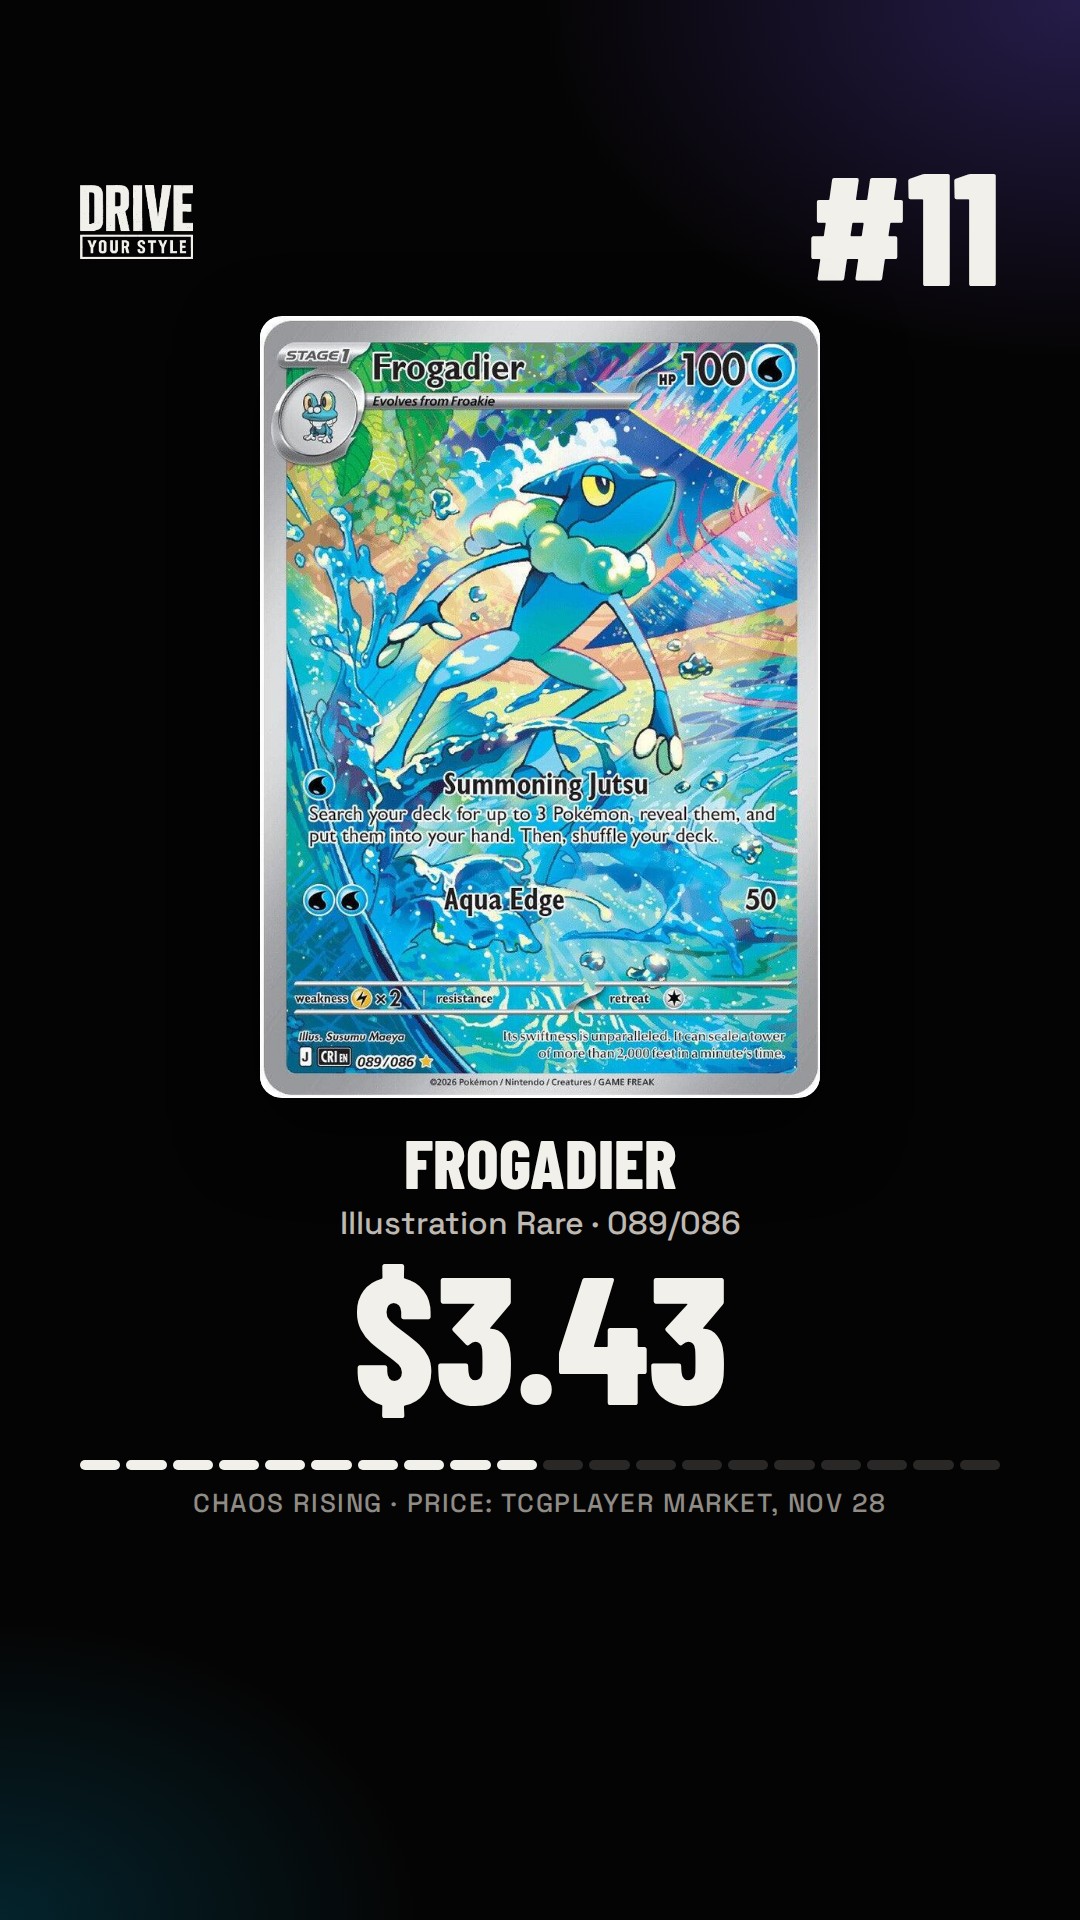 DRIVE
YOUR STYLE
#11
STAGE1
Frogadier
HP 100
Evolves from Froakie
Summoning Jutsu
Search your deck for up to 3 Pokémon, reveal them, and
put them into your hand. Then, shuffle your deck.
Aqua Edge 50
weakness ×2 resistance retreat
Illus. Susumu Maeya
Its swiftness is unparalleled. It can scale a tower
of more than 2,000 feet in a minute's time.
J CRI EN 089/086
©2026 Pokémon / Nintendo / Creatures / GAME FREAK
FROGADIER
Illustration Rare · 089/086
$3.43
CHAOS RISING · PRICE: TCGPLAYER MARKET, NOV 28